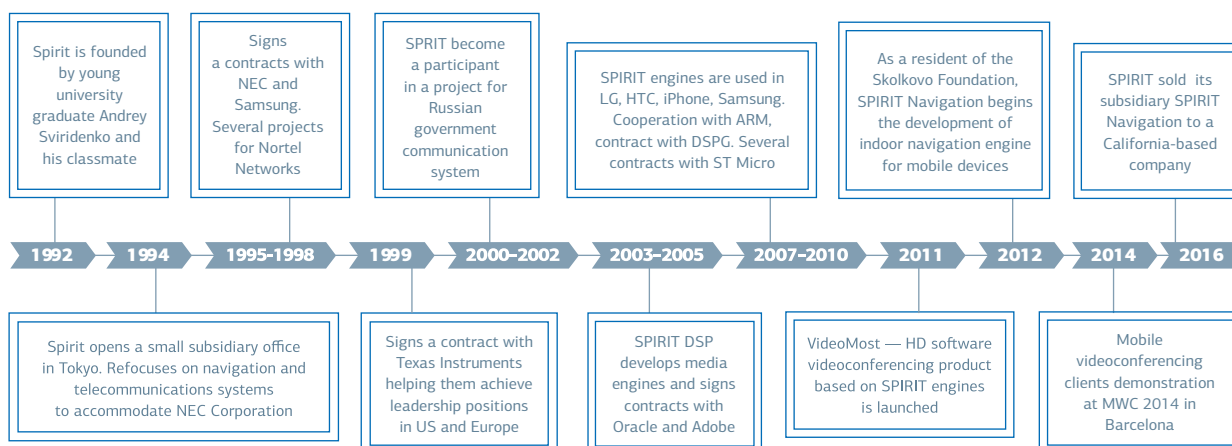 Spirit is founded
by young
university
graduate Andrey
Sviridenko and
his classmate
Signs
a contracts with
NEC and
Samsung.
Several projects
for Nortel
Networks
SPRIT become
a participant
in a project for
Russian
government
communication
system
SPIRIT engines are used in
LG, HTC, iPhone, Samsung.
Cooperation with ARM,
contract with DSPG. Several
contracts with ST Micro
As a resident of the
Skolkovo Foundation,
SPIRIT Navigation begins
the development of
indoor navigation engine
for mobile devices
SPIRIT sold its
subsidiary SPIRIT
Navigation to a
California-based
company
1992 1994 1995–1998 1999 2000–2002 2003–2005 2007–2010 2011 2012 2014 2016
Spirit opens a small subsidiary office
in Tokyo. Refocuses on navigation and
telecommunications systems
to accommodate NEC Corporation
Signs a contract with
Texas Instruments
helping them achieve
leadership positions
in US and Europe
SPIRIT DSP
develops media
engines and signs
contracts with
Oracle and Adobe
VideoMost — HD software
videoconferencing product
based on SPIRIT engines
is launched
Mobile
videoconferencing
clients demonstration
at MWC 2014 in
Barcelona